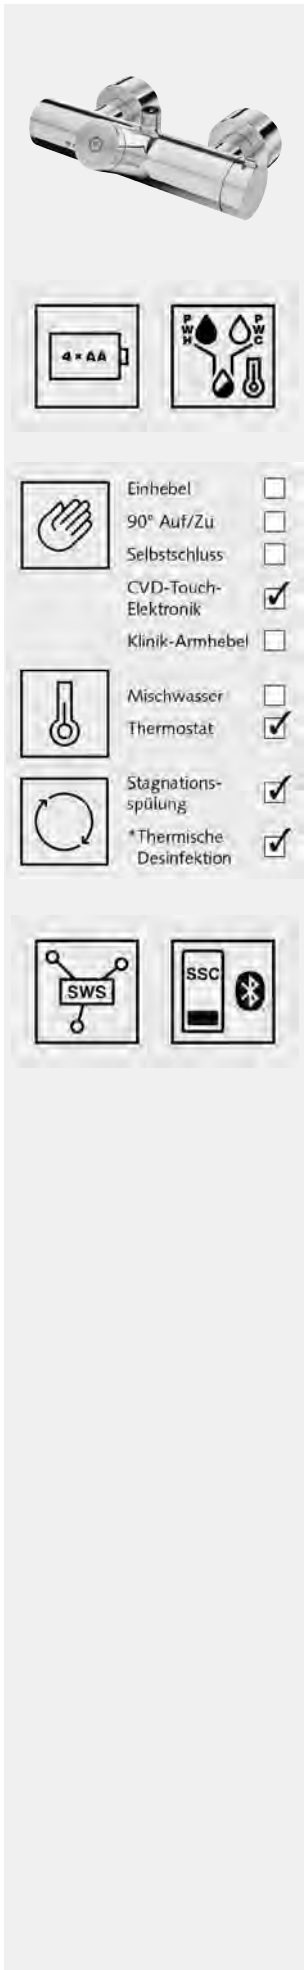 4 × AA
PWH PWC
Einhebel
90° Auf/Zu
Selbstschluss
CVD-Touch-
Elektronik
Klinik-Armhebel
Mischwasser
Thermostat
Stagnations-
spülung
*Thermische
Desinfektion
SWS
SSC